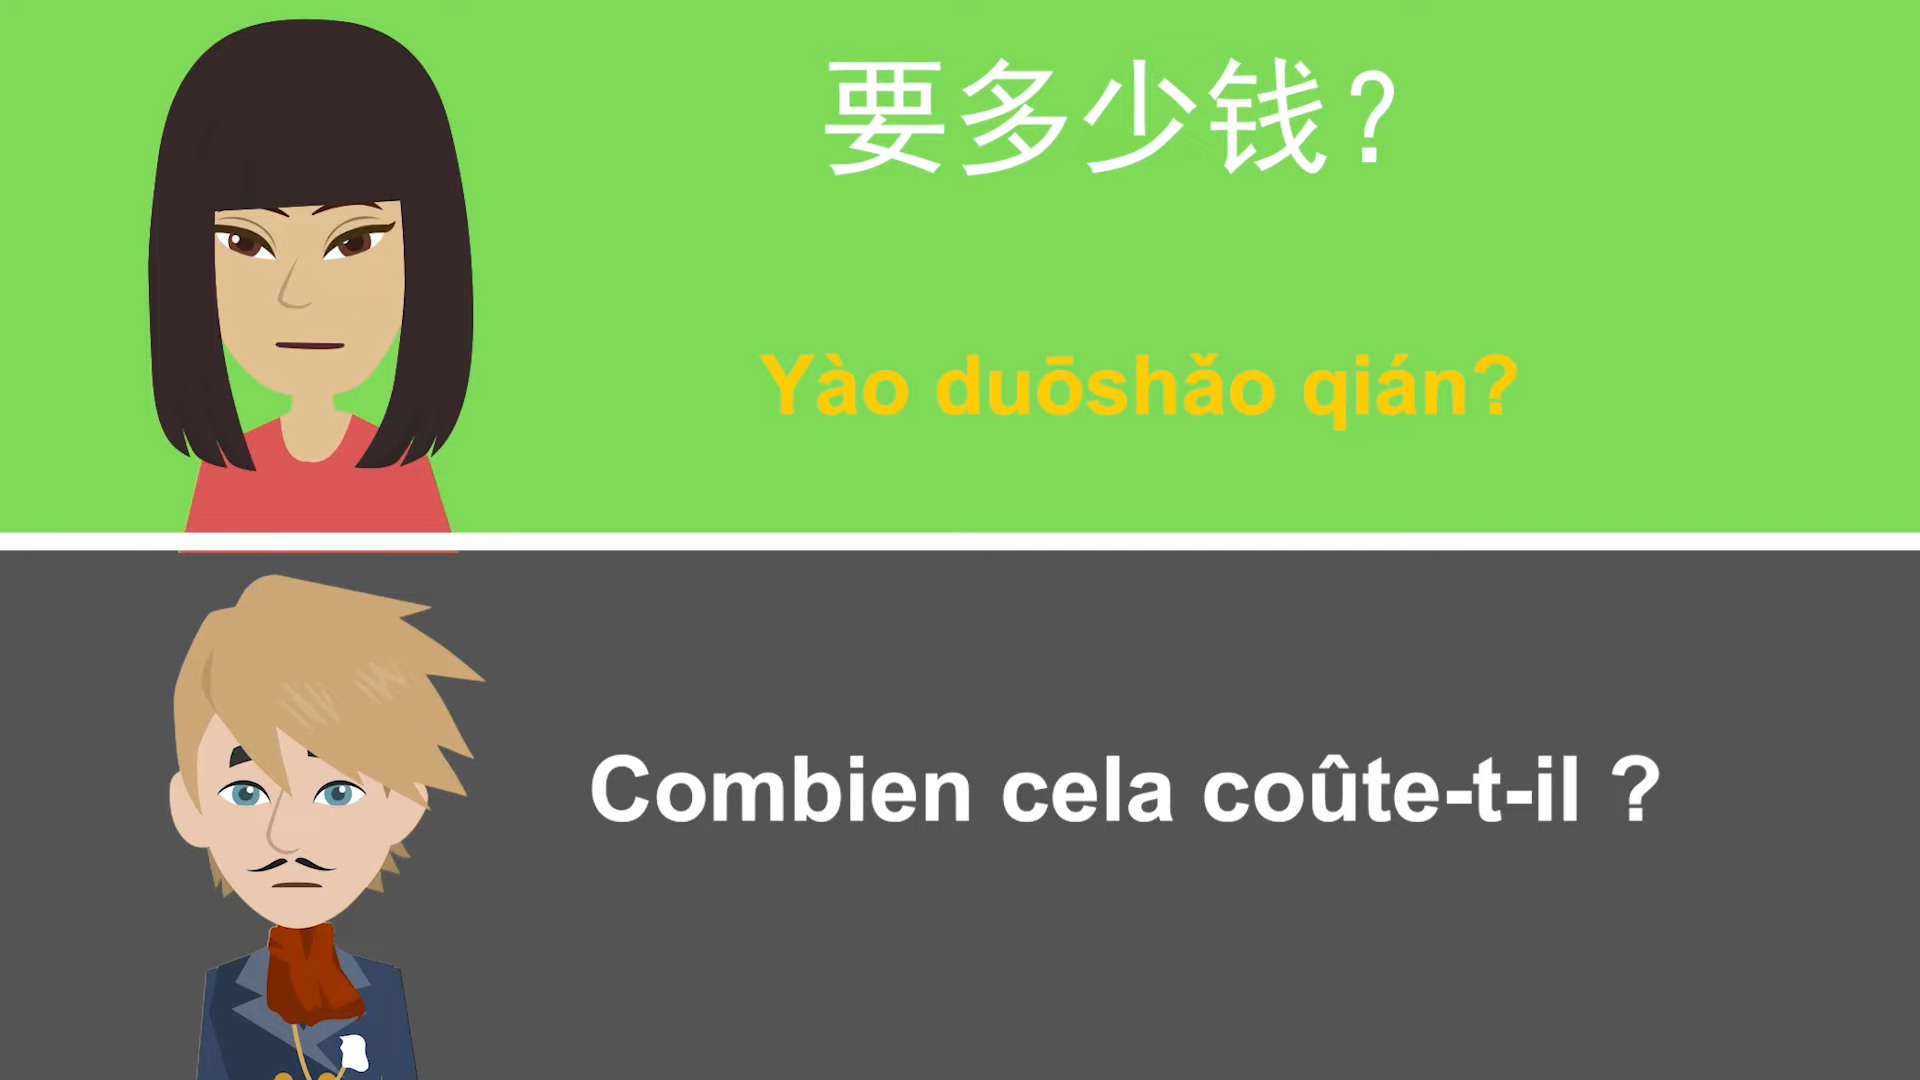 要多少钱?
Yào duōshǎo qián?
Combien cela coûte-t-il ?